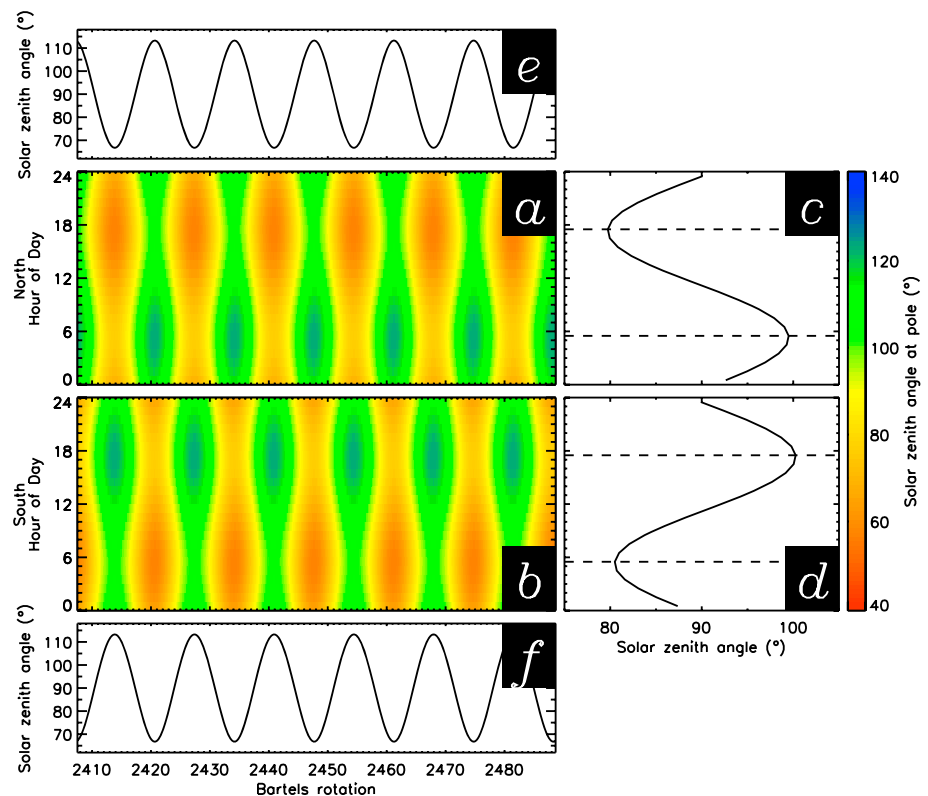 Solar zenith angle (°)
110
100
90
80
70
e
North
Hour of Day
24
18
12
6
0
a
c
South
Hour of Day
24
18
12
6
0
b
d
80 90 100
Solar zenith angle (°)
140
120
100
80
60
40
Solar zenith angle at pole (°)
Solar zenith angle (°)
110
100
90
80
70
f
2410 2420 2430 2440 2450 2460 2470 2480
Bartels rotation